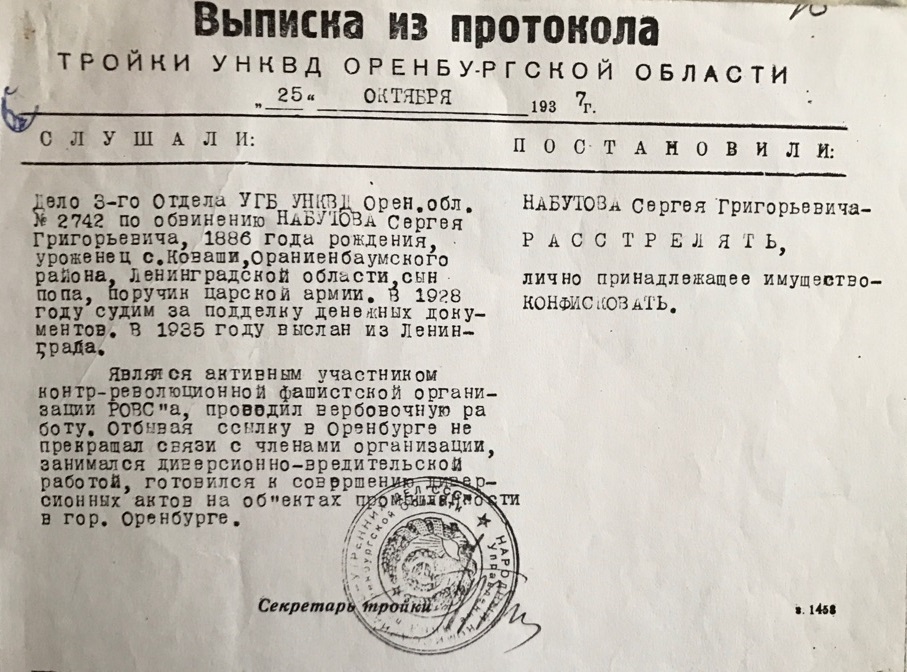 Выписка из протокола
ТРОЙКИ УНКВД ОРЕНБУРГСКОЙ ОБЛАСТИ
„ 25 “ ОКТЯБРЯ 1937г.
СЛУШАЛИ:
Дело 3-го Отдела УГБ УНКВД Орен.обл.
№ 2742 по обвинению НАБУТОВА Сергея
Григорьевича, 1886 года рождения,
уроженец с.Коваши,Ораниенбаумского
района, Ленинградской области,сын
попа, поручик Царской армии. В 1928
году судим за подделку денежных доку-
ментов. В 1935 году выслан из Ленин-
града.
Являлся активным участником
контр-революционной фашистской органи-
зации РОВС"а, проводил вербовочную ра
боту. Отбывая ссылку в Оренбурге не
прекращал связи с членами организации,
занимался диверсионно-вредительской
работой, готовился к совершению дивер-
сионных актов на об"ектах промышленности
в гор. Оренбурге.
ПОСТАНОВИЛИ:
НАБУТОВА Сергея Григорьевича-
РАССТРЕЛЯТЬ,
лично принадлежащее имущество-
КОНФИСКОВАТЬ.
Секретарь тройки
з. 1458